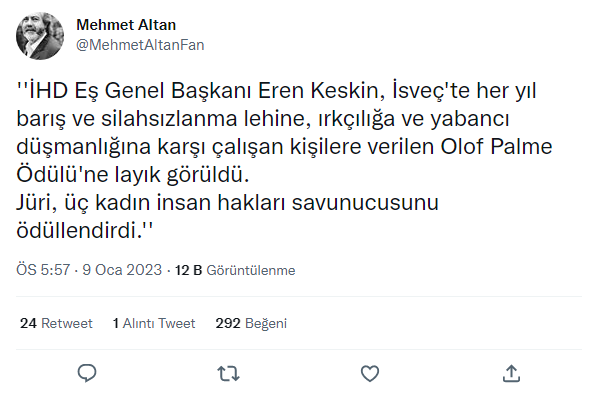 Mehmet Altan
@MehmetAltanFan
''İHD Eş Genel Başkanı Eren Keskin, İsveç'te her yıl
barış ve silahsızlanma lehine, ırkçılığa ve yabancı
düşmanlığına karşı çalışan kişilere verilen Olof Palme
Ödülü'ne layık görüldü.
Jüri, üç kadın insan hakları savunucusunu
ödüllendirdi.''
ÖS 5:57 · 9 Oca 2023 · 12 B Görüntülenme
24 Retweet 1 Alıntı Tweet 292 Beğeni